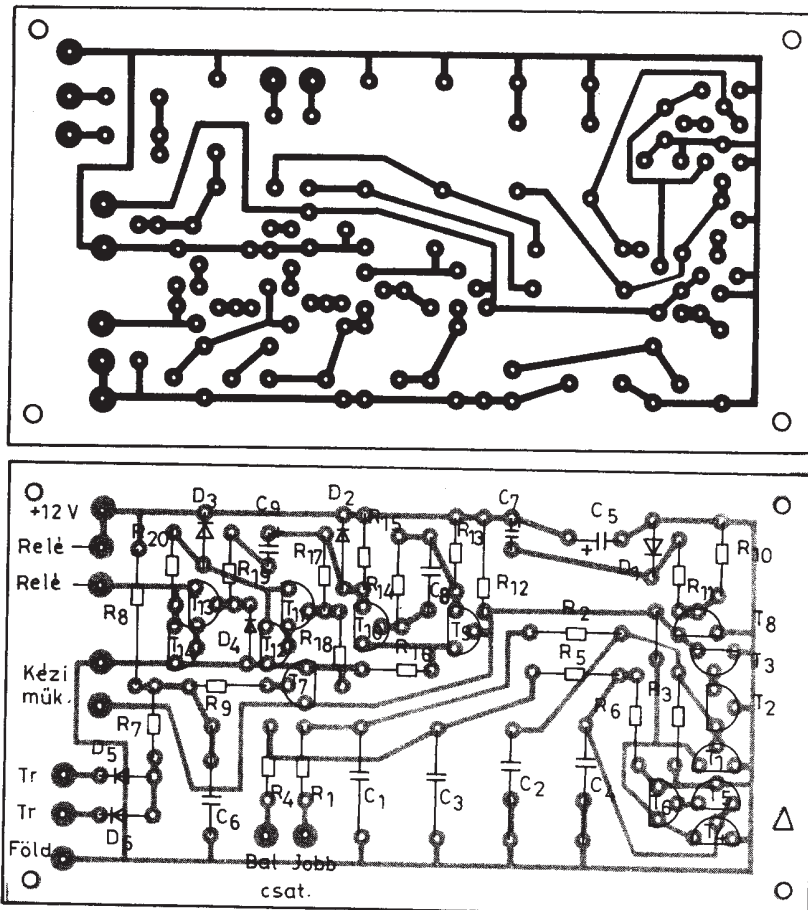 +12 V
D3
C9
D2
C7
C5
R20
R19
R17
R15
R13
D1
R10
Relé
Relé
R8
T13
T11
R14
C8
R12
R11
T8
T14
D4
T12
R18
T10
T9
R2
T3
Kézi
műk.
R16
R5
T7
R9
R7
R6
R3
T2
D5
Tr
T1
Tr
D6
C6
R4
R1
C1
C3
C2
C4
T6
T5
T4
Föld
Bal Jobb
csat.